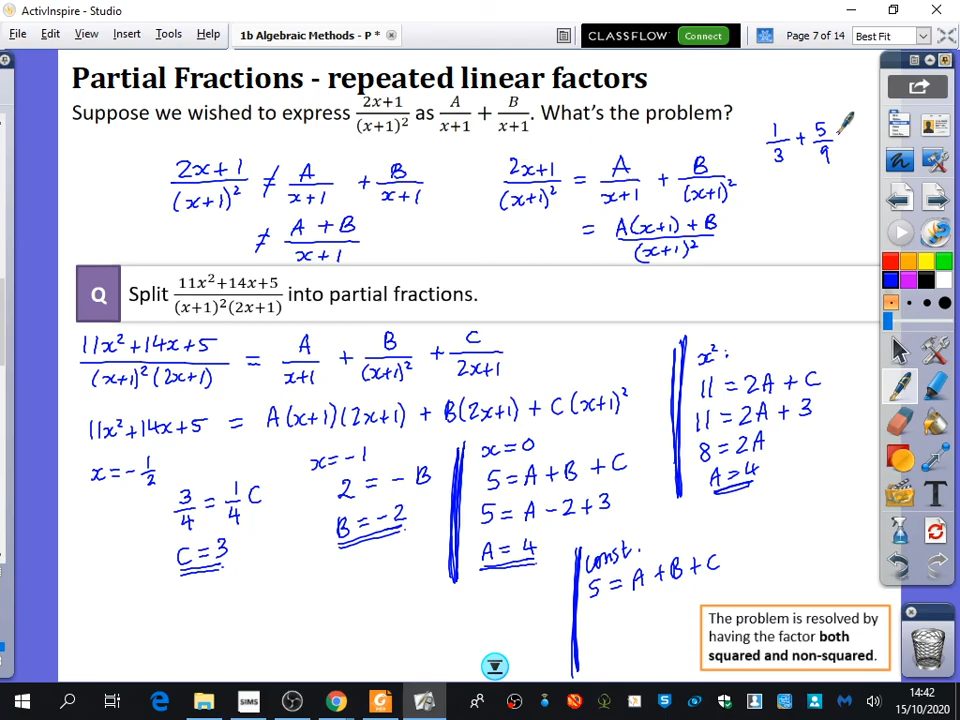 ActivInspire - Studio
File Edit View Insert Tools Help
1b Algebraic Methods - P *
CLASSFLOW Connect
Page 7 of 14
Best Fit
Partial Fractions - repeated linear factors
Suppose we wished to express (2x+1)/(x+1)² as A/(x+1) + B/(x+1). What's the problem?
1/3 + 5/9
(2x+1)/(x+1)² ≠ A/(x+1) + B/(x+1)
≠ (A + B)/(x+1)
(2x+1)/(x+1)² = A/(x+1) + B/(x+1)²
= (A(x+1) + B)/(x+1)²
Q Split (11x²+14x+5)/((x+1)²(2x+1)) into partial fractions.
(11x²+14x+5)/((x+1)²(2x+1)) = A/(x+1) + B/(x+1)² + C/(2x+1)
11x²+14x+5 = A(x+1)(2x+1) + B(2x+1) + C(x+1)²
x = -1/2
3/4 = 1/4 C
C = 3
x = -1
2 = -B
B = -2
x = 0
5 = A + B + C
5 = A - 2 + 3
A = 4
x²:
11 = 2A + C
11 = 2A + 3
8 = 2A
A = 4
const.
5 = A + B + C
The problem is resolved by
having the factor both
squared and non-squared.
SIMS
14:42
15/10/2020